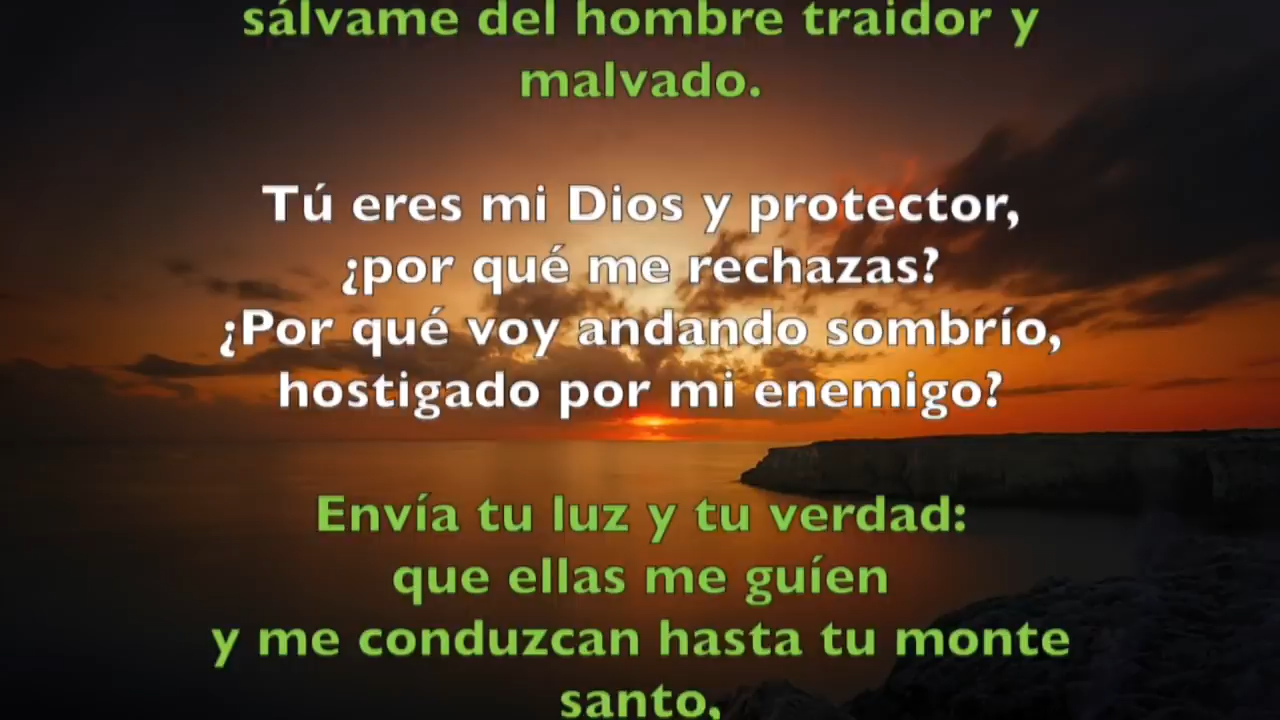 sálvame del hombre traidor y
malvado.
Tú eres mi Dios y protector,
¿por qué me rechazas?
¿Por qué voy andando sombrío,
hostigado por mi enemigo?
Envía tu luz y tu verdad:
que ellas me guíen
y me conduzcan hasta tu monte
santo,